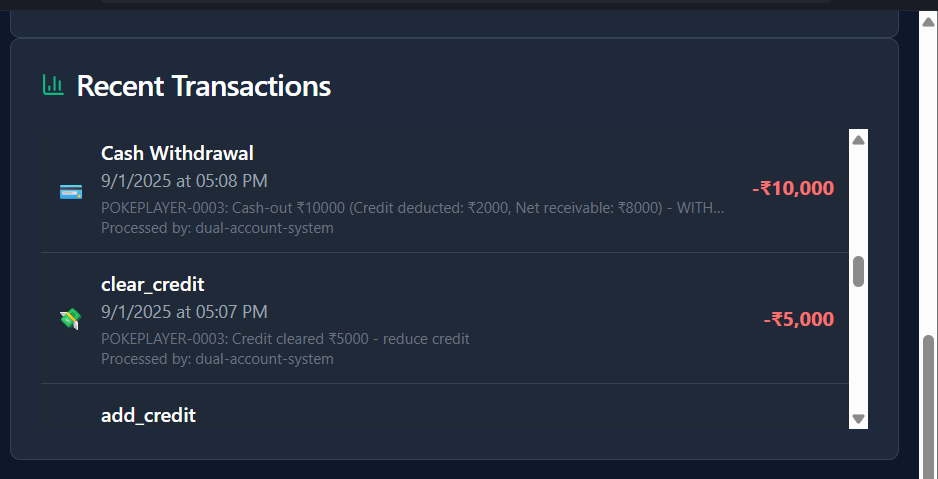 Recent Transactions
Cash Withdrawal
9/1/2025 at 05:08 PM
-₹10,000
POKEPLAYER-0003: Cash-out ₹10000 (Credit deducted: ₹2000, Net receivable: ₹8000) - WITH...
Processed by: dual-account-system
clear_credit
9/1/2025 at 05:07 PM
-₹5,000
POKEPLAYER-0003: Credit cleared ₹5000 - reduce credit
Processed by: dual-account-system
add_credit